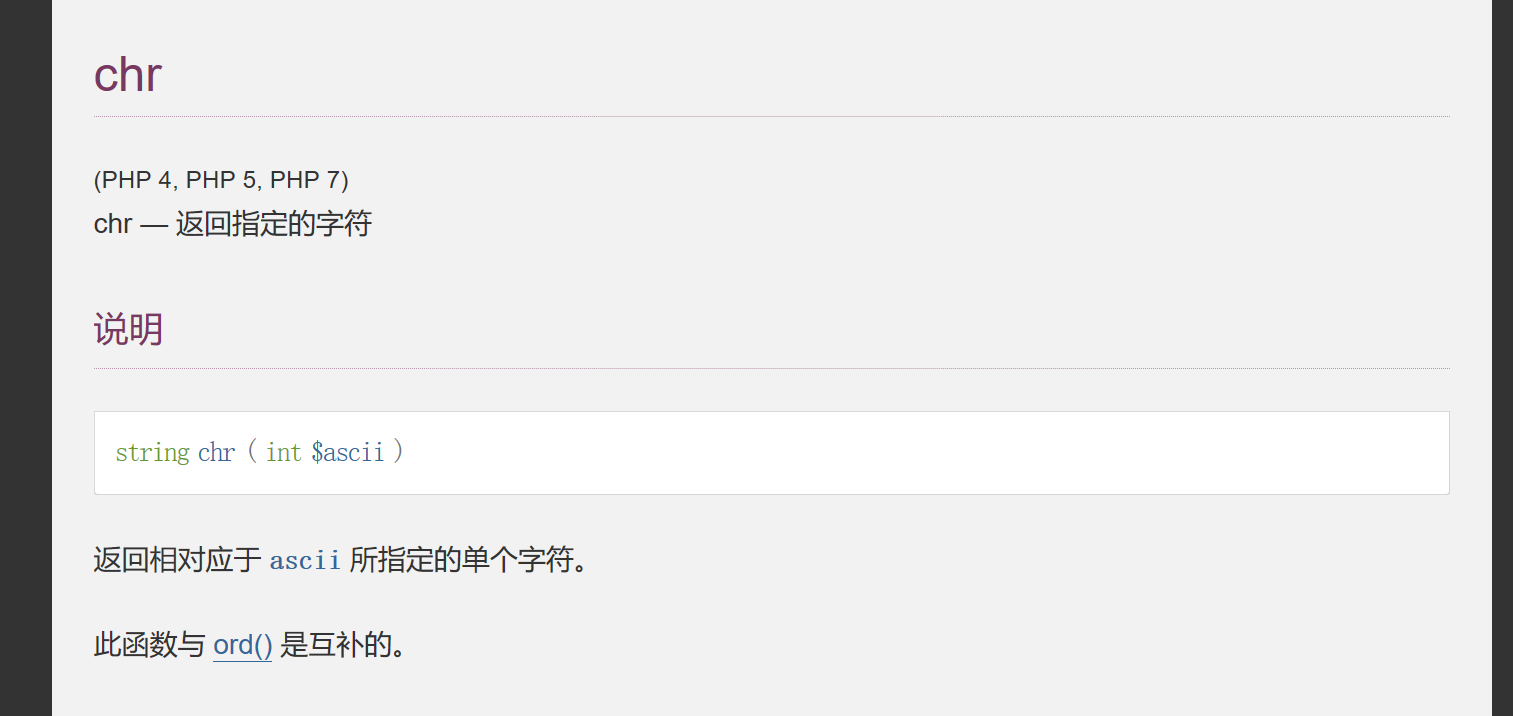 chr
(PHP 4, PHP 5, PHP 7)
chr — 返回指定的字符
说明
string chr ( int $ascii )
返回相对应于 ascii 所指定的单个字符。
此函数与 ord() 是互补的。